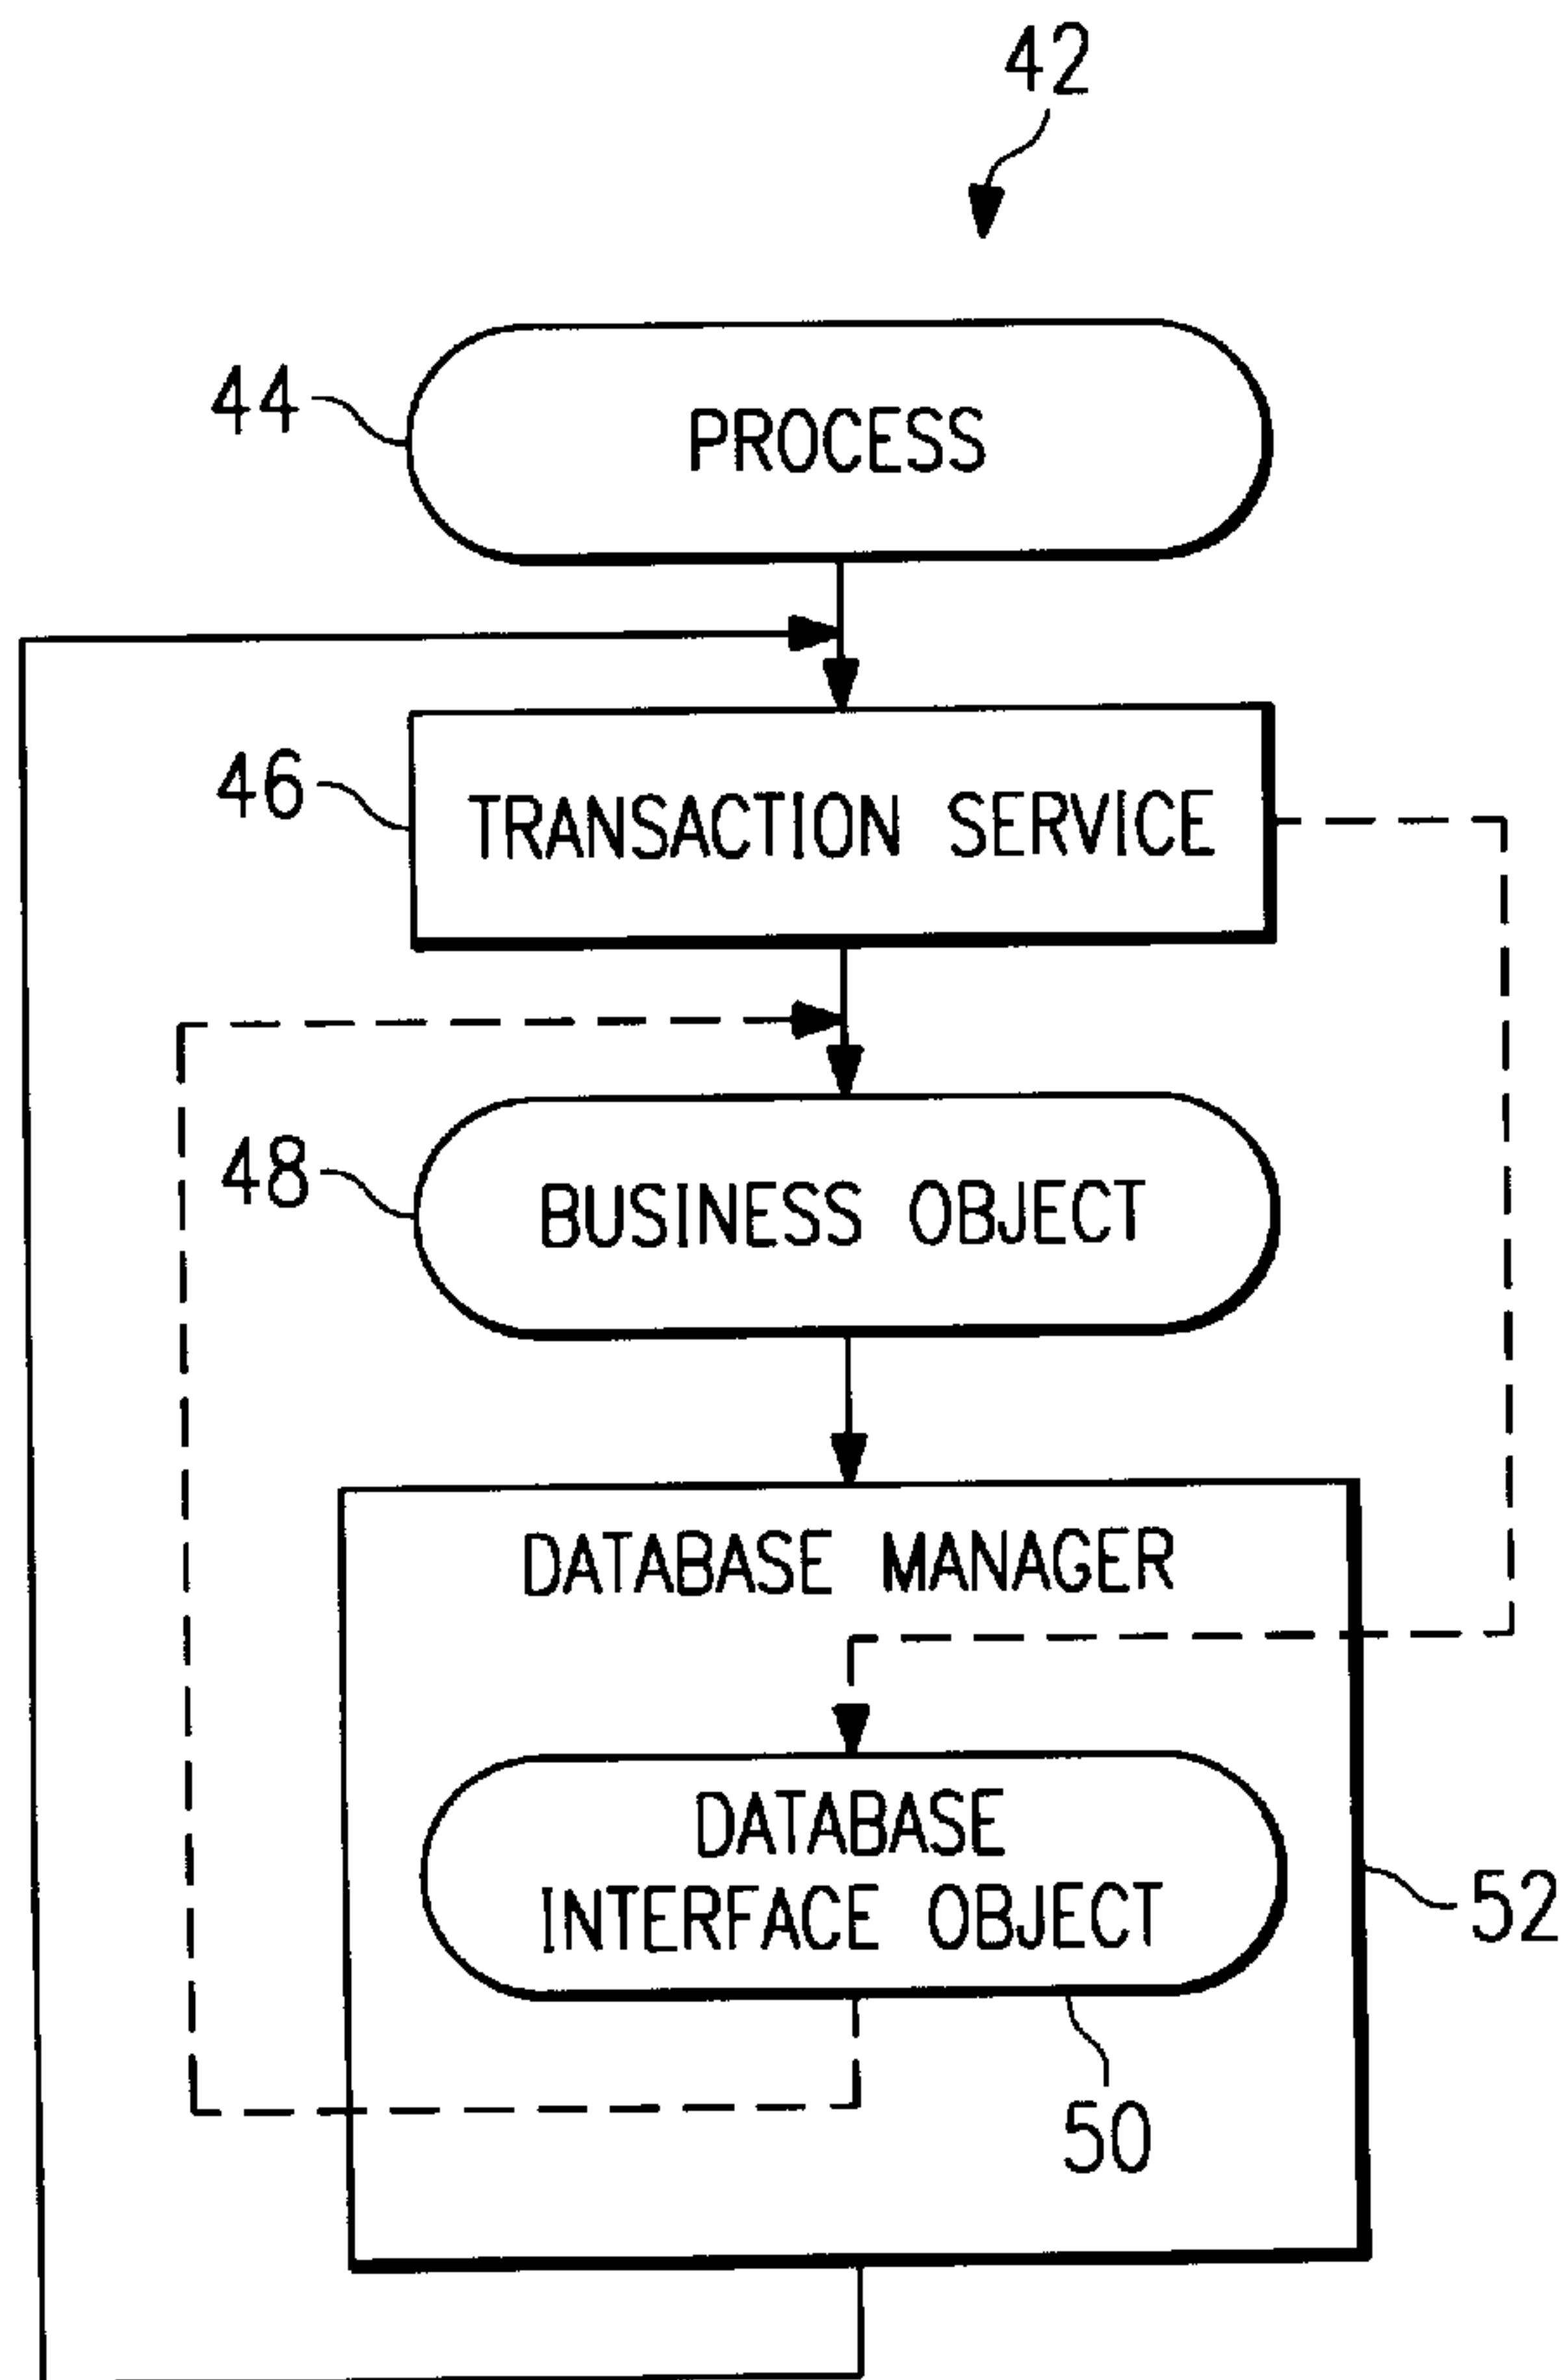 42
44
PROCESS
46
TRANSACTION SERVICE
48
BUSINESS OBJECT
DATABASE MANAGER
DATABASE
INTERFACE OBJECT
52
50